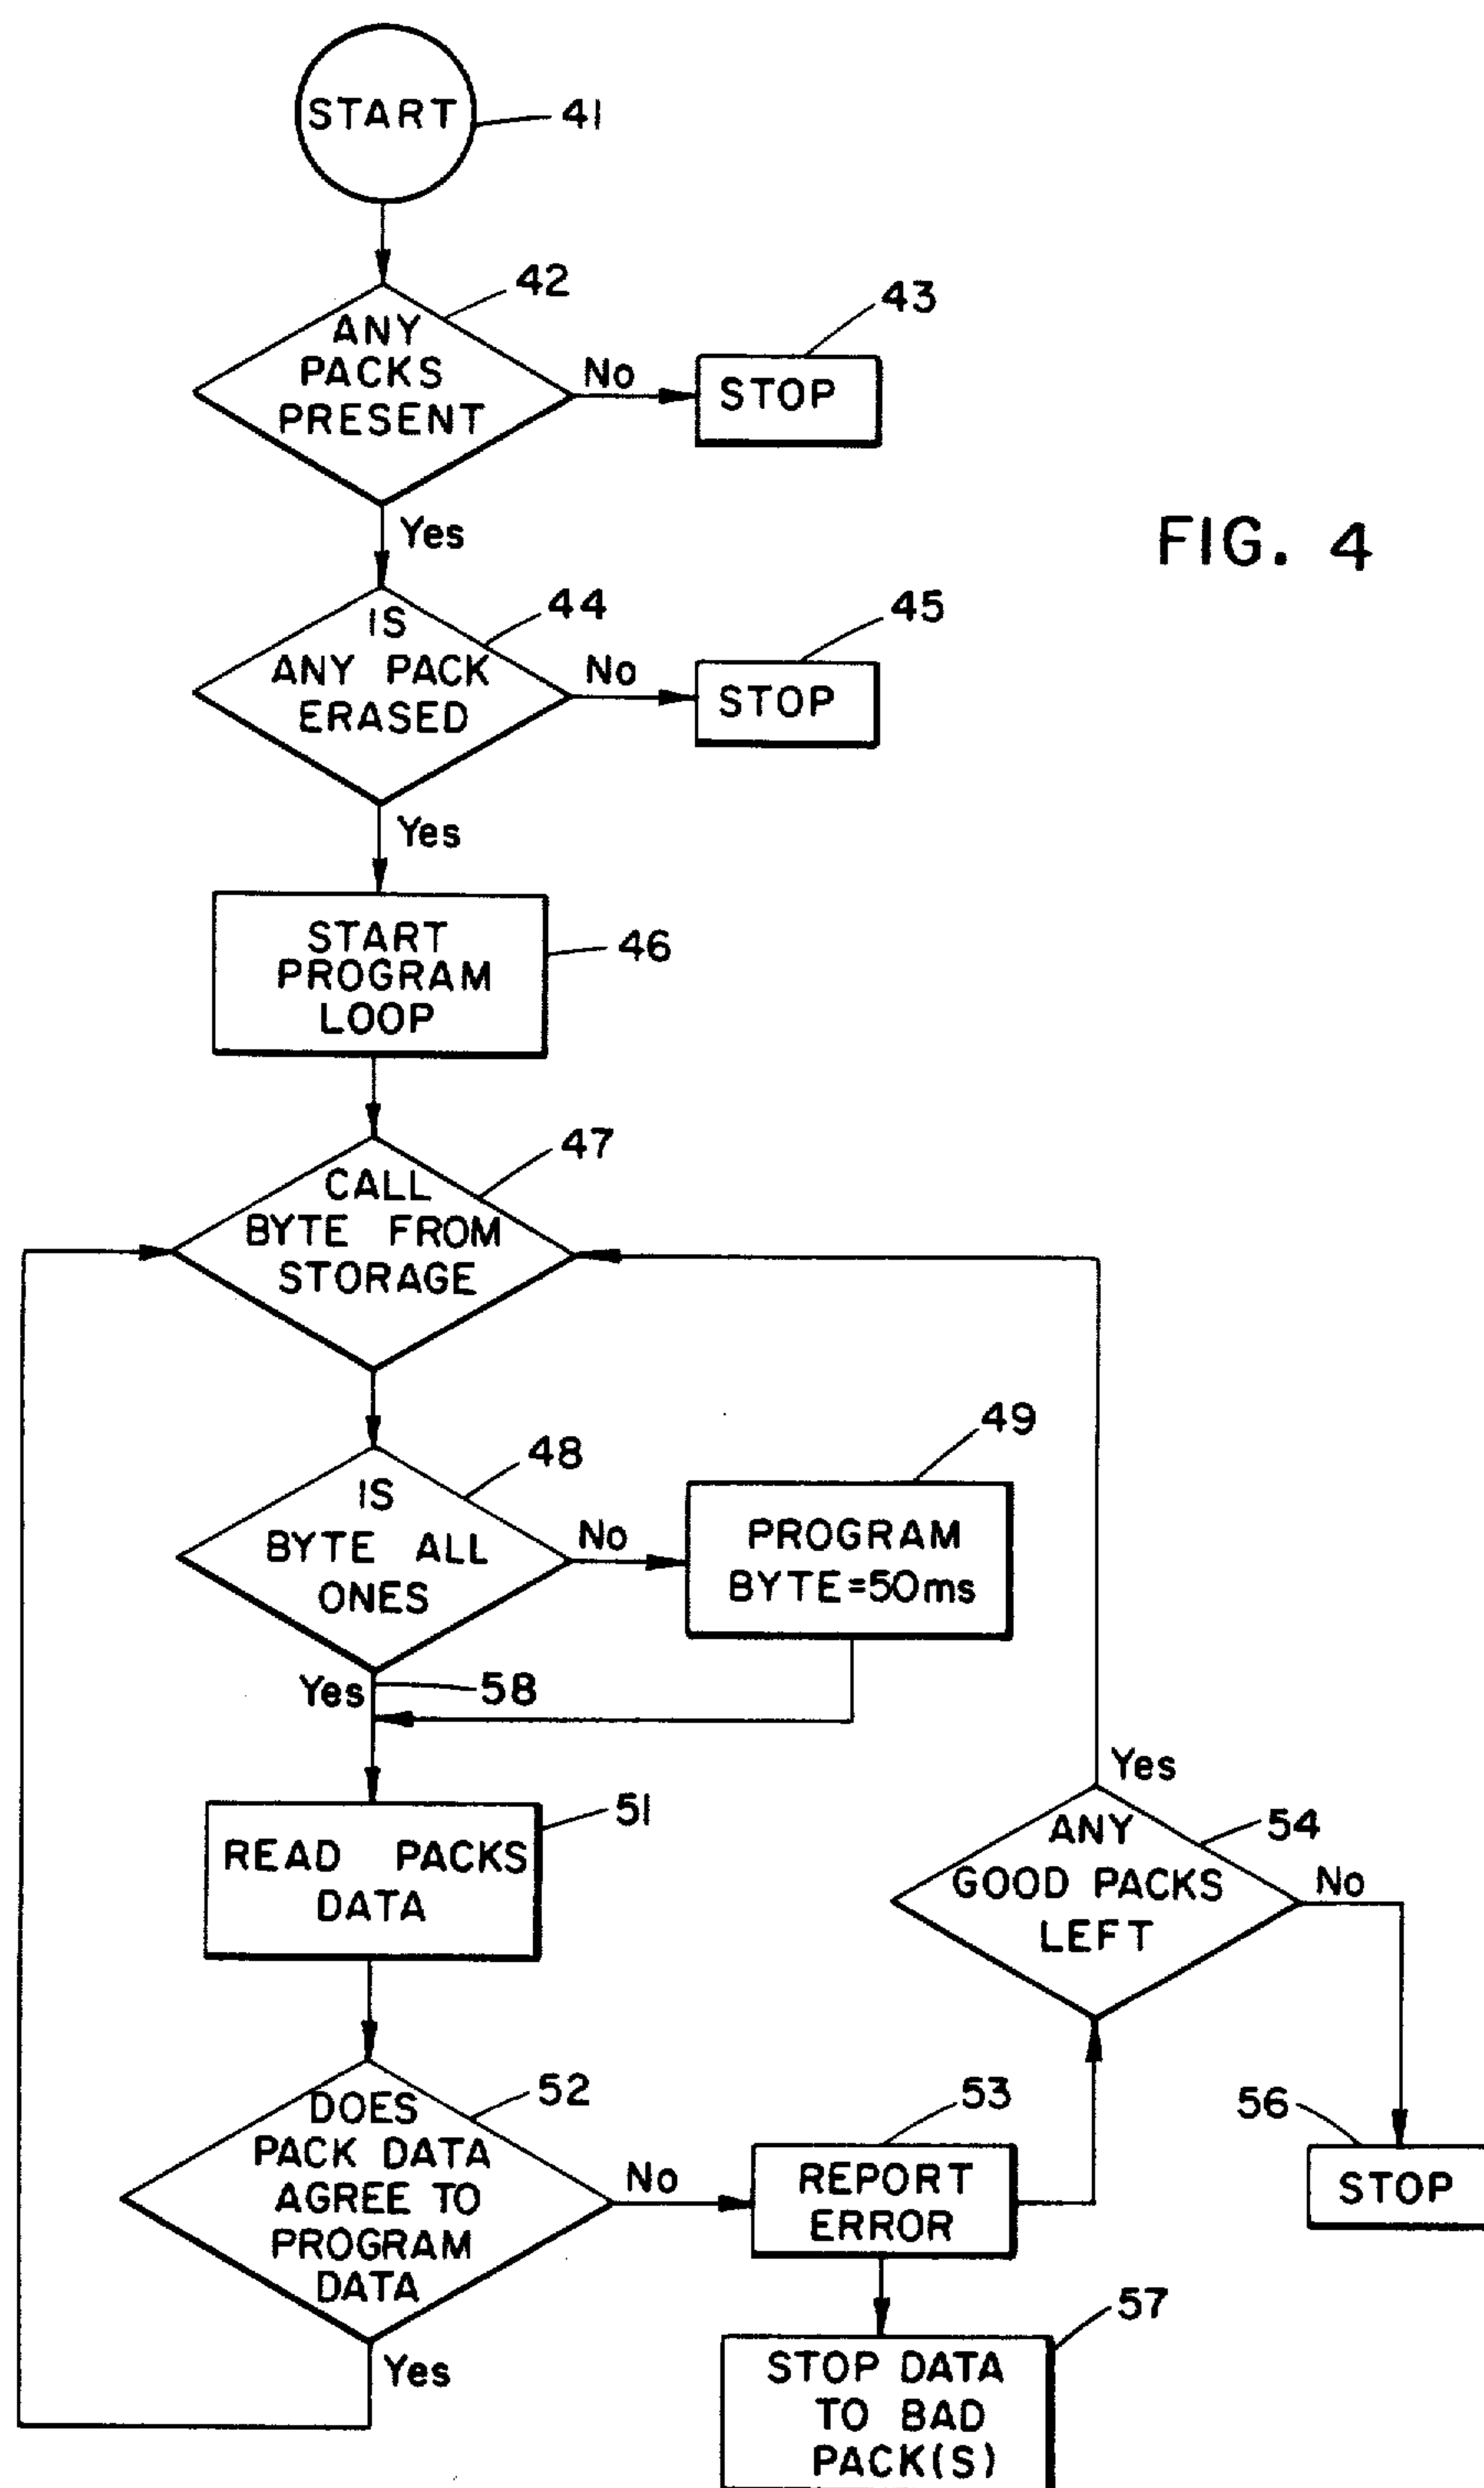 START
41
42
ANY
PACKS
PRESENT
No
43
STOP
Yes
FIG. 4
44
IS
ANY PACK
ERASED
No
45
STOP
Yes
START
PROGRAM
LOOP
46
47
CALL
BYTE FROM
STORAGE
48
IS
BYTE ALL
ONES
No
49
PROGRAM
BYTE=50ms
Yes
58
51
READ PACKS
DATA
Yes
54
ANY
GOOD PACKS
LEFT
No
52
DOES
PACK DATA
AGREE TO
PROGRAM
DATA
No
53
REPORT
ERROR
56
STOP
Yes
57
STOP DATA
TO BAD
PACK(S)